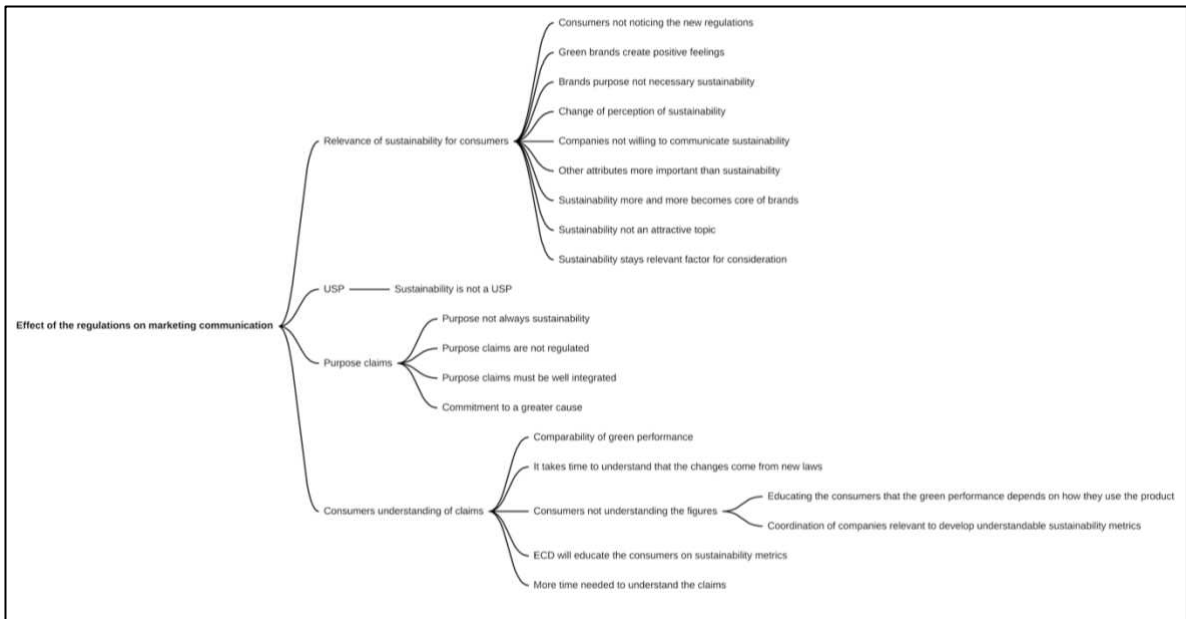 Effect of the regulations on marketing communication
Relevance of sustainability for consumers
Consumers not noticing the new regulations
Green brands create positive feelings
Brands purpose not necessary sustainability
Change of perception of sustainability
Companies not willing to communicate sustainability
Other attributes more important than sustainability
Sustainability more and more becomes core of brands
Sustainability not an attractive topic
Sustainability stays relevant factor for consideration
USP
Sustainability is not a USP
Purpose claims
Purpose not always sustainability
Purpose claims are not regulated
Purpose claims must be well integrated
Commitment to a greater cause
Consumers understanding of claims
Comparability of green performance
It takes time to understand that the changes come from new laws
Consumers not understanding the figures
Educating the consumers that the green performance depends on how they use the product
Coordination of companies relevant to develop understandable sustainability metrics
ECD will educate the consumers on sustainability metrics
More time needed to understand the claims